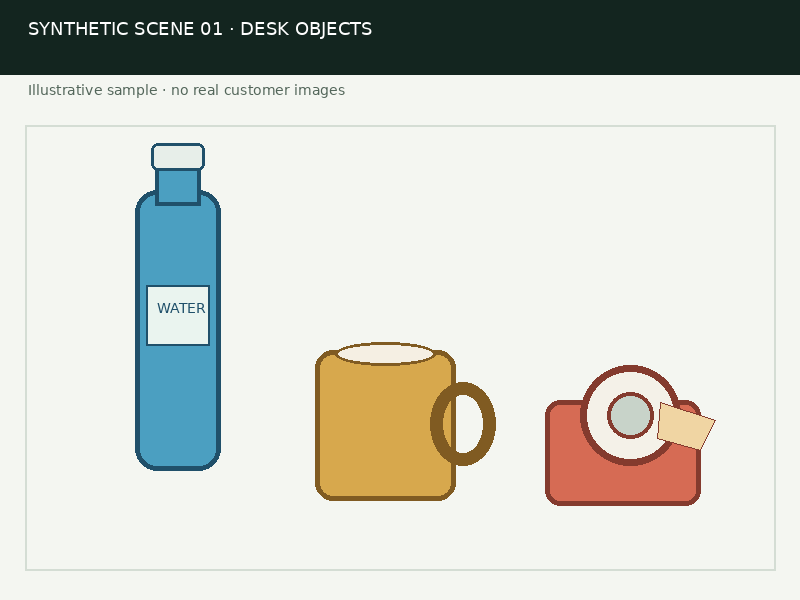 SYNTHETIC SCENE 01 · DESK OBJECTS
Illustrative sample · no real customer images
WATER